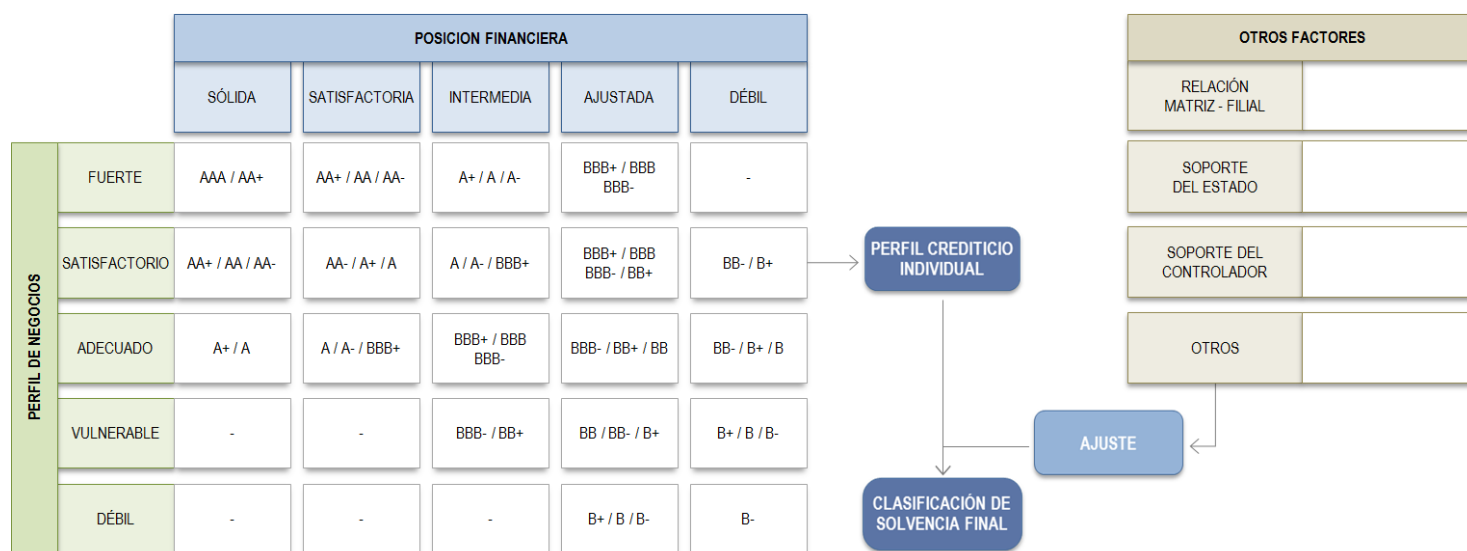 POSICION FINANCIERA
SÓLIDA
SATISFACTORIA
INTERMEDIA
AJUSTADA
DÉBIL
PERFIL DE NEGOCIOS
FUERTE
AAA / AA+
AA+ / AA / AA-
A+ / A / A-
BBB+ / BBB
BBB-
-
SATISFACTORIO
AA+ / AA / AA-
AA- / A+ / A
A / A- / BBB+
BBB+ / BBB
BBB- / BB+
BB- / B+
ADECUADO
A+ / A
A / A- / BBB+
BBB+ / BBB
BBB-
BBB- / BB+ / BB
BB- / B+ / B
VULNERABLE
-
-
BBB- / BB+
BB / BB- / B+
B+ / B / B-
DÉBIL
-
-
-
B+ / B / B-
B-
PERFIL CREDITICIO
INDIVIDUAL
CLASIFICACIÓN DE
SOLVENCIA FINAL
OTROS FACTORES
RELACIÓN
MATRIZ - FILIAL
SOPORTE
DEL ESTADO
SOPORTE DEL
CONTROLADOR
OTROS
AJUSTE